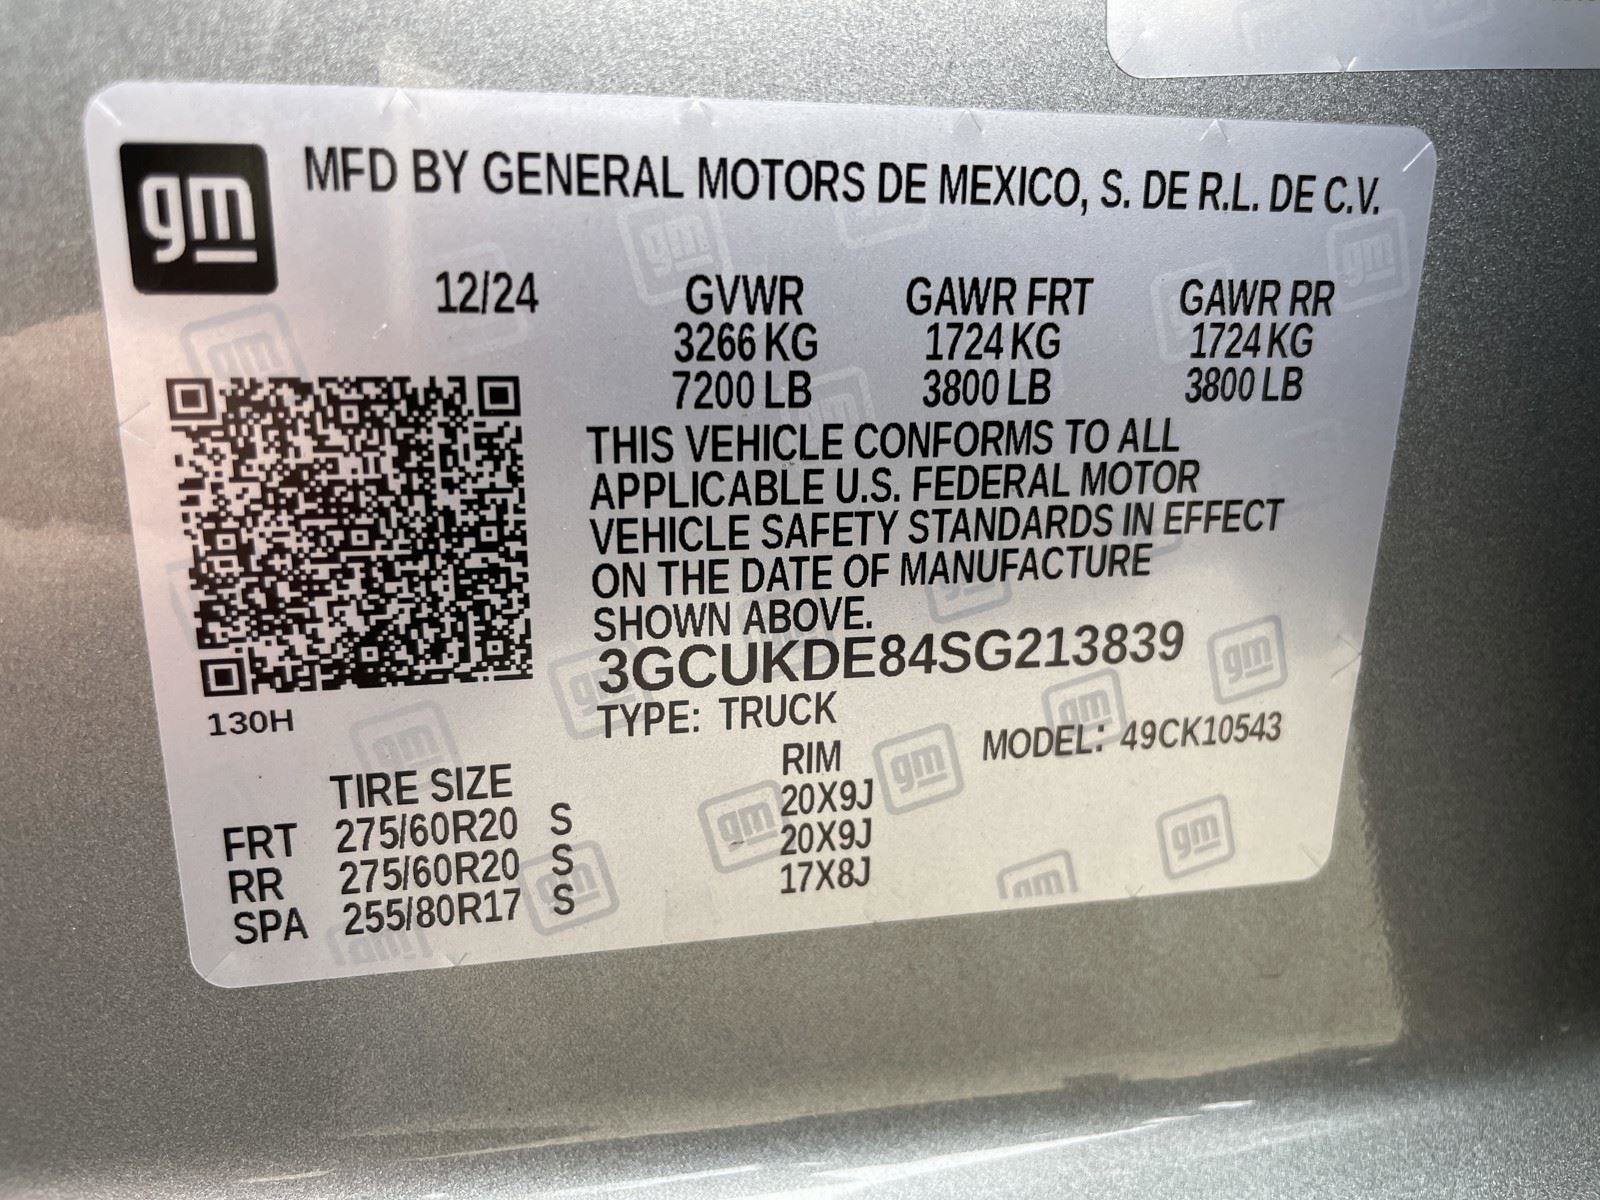 gm MFD BY GENERAL MOTORS DE MEXICO, S. DE R.L. DE C.V.
12/24 GVWR GAWR FRT GAWR RR
3266 KG 1724 KG 1724 KG
7200 LB 3800 LB 3800 LB
THIS VEHICLE CONFORMS TO ALL
APPLICABLE U.S. FEDERAL MOTOR
VEHICLE SAFETY STANDARDS IN EFFECT
ON THE DATE OF MANUFACTURE
SHOWN ABOVE.
3GCUKDE84SG213839
130H
TYPE: TRUCK
MODEL: 49CK10543
TIRE SIZE RIM
FRT 275/60R20 S 20X9J
RR 275/60R20 S 20X9J
SPA 255/80R17 S 17X8J